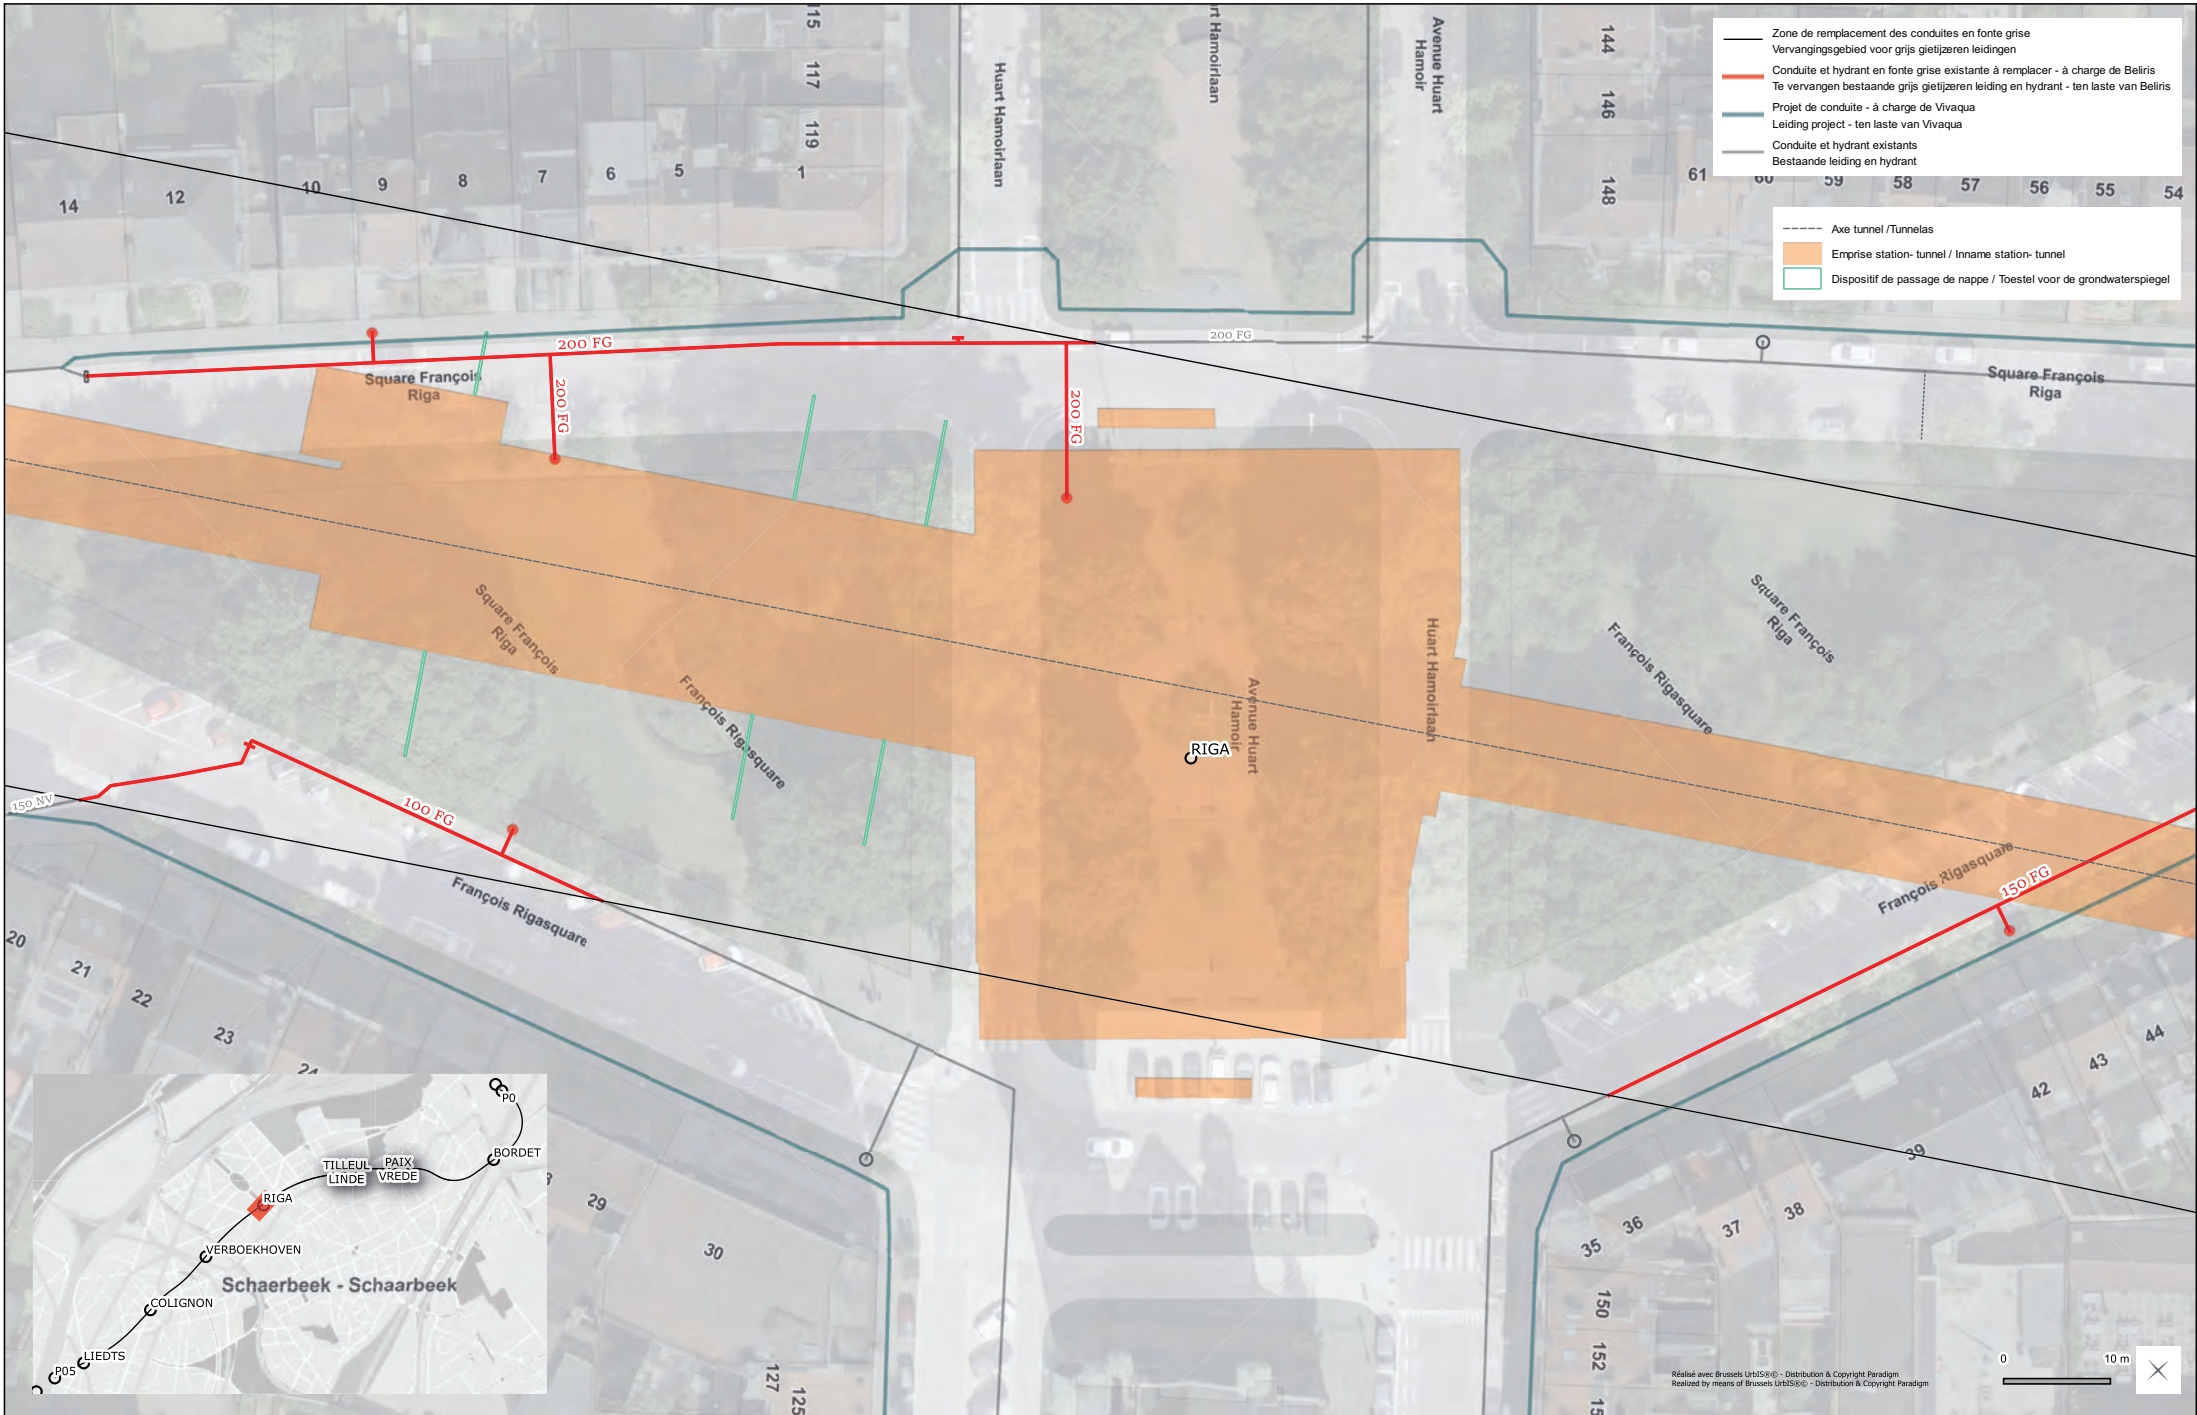 115
117
119
1
14
12
10
9
8
7
6
5
Huart Hamoirlaan
rt Hamoirlaan
Avenue Huart
Hamoir
144
146
148
61
60
59
58
57
56
55
54
Zone de remplacement des conduites en fonte grise
Vervangingsgebied voor grijs gietijzeren leidingen
Conduite et hydrant en fonte grise existante à remplacer - à charge de Beliris
Te vervangen bestaande grijs gietijzeren leiding en hydrant - ten laste van Beliris
Projet de conduite - à charge de Vivaqua
Leiding project - ten laste van Vivaqua
Conduite et hydrant existants
Bestaande leiding en hydrant
Axe tunnel /Tunnelas
Emprise station- tunnel / Inname station- tunnel
Dispositif de passage de nappe / Toestel voor de grondwaterspiegel
200 FG
200 FG
Square François
Riga
200 FG
200 FG
Square François
Riga
Square François
Riga
François Rigasquare
Huart Hamoirlaan
Avenue Huart
Hamoir
RIGA
François Rigasquare
Square François
Riga
150 NV
100 FG
François Rigasquare
François Rigasquare
150 FG
20
21
22
23
24
29
30
127
125
35
36
37
38
39
42
43
44
150
152
15
P0
BORDET
TILLEUL
LINDE
PAIX
VREDE
RIGA
VERBOEKHOVEN
Schaerbeek - Schaarbeek
COLIGNON
LIEDTS
P05
Réalisé avec Brussels UrbIS®© - Distribution & Copyright Paradigm
Realized by means of Brussels UrbIS®© - Distribution & Copyright Paradigm
0
10 m